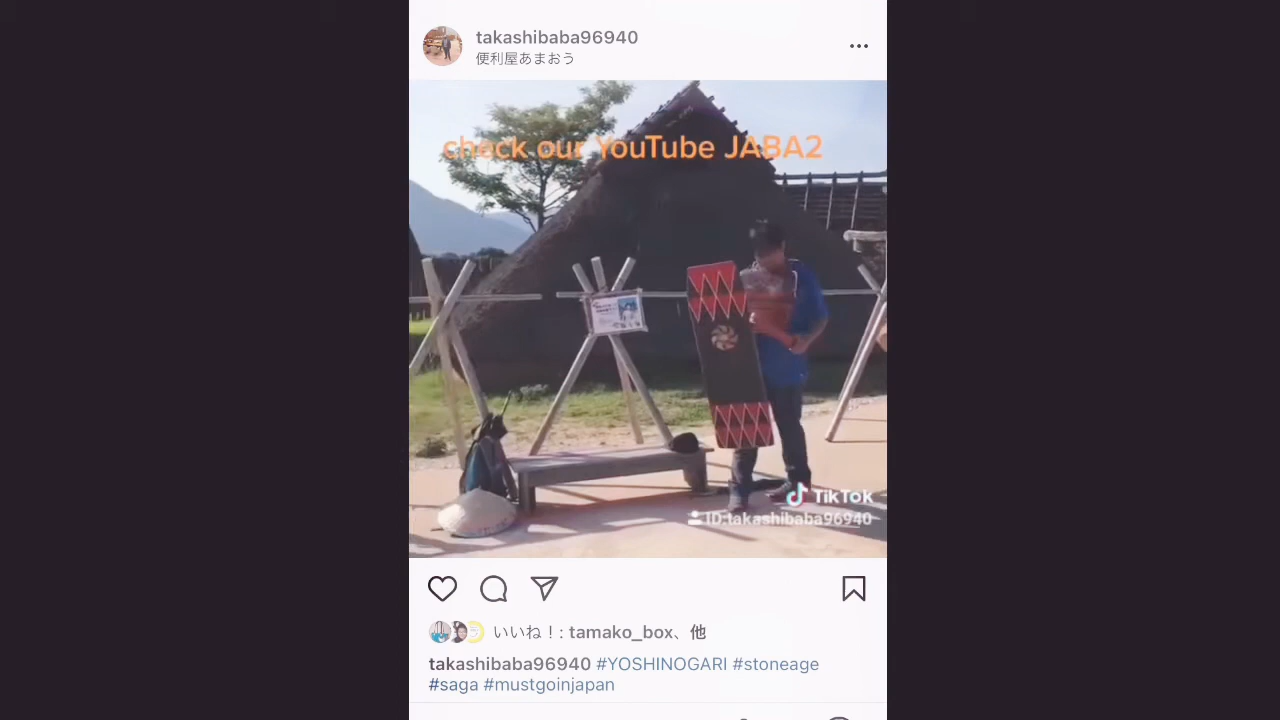 takashibaba96940
便利屋あまおう
check our YouTube JABA2
TikTok
ID:takashibaba96940
いいね！: tamako_box、他
takashibaba96940 #YOSHINOGARI #stoneage
#saga #mustgoinjapan